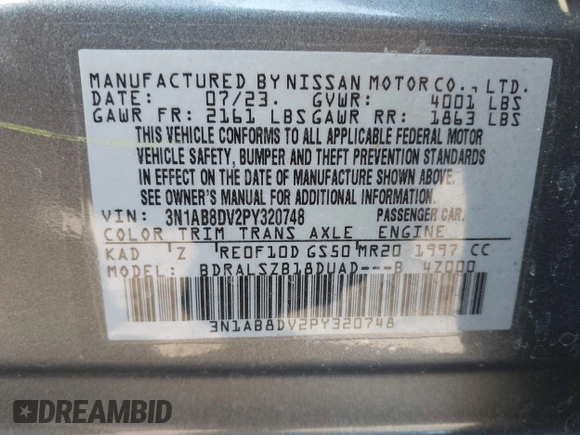 MANUFACTURED BY NISSAN MOTOR CO., LTD.
DATE: 07/23. GVWR: 4001 LBS
GAWR FR: 2161 LBS GAWR RR: 1863 LBS
THIS VEHICLE CONFORMS TO ALL APPLICABLE FEDERAL MOTOR
VEHICLE SAFETY, BUMPER AND THEFT PREVENTION STANDARDS
IN EFFECT ON THE DATE OF MANUFACTURE SHOWN ABOVE.
SEE OWNER'S MANUAL FOR ADDITIONAL INFORMATION.
VIN: 3N1AB8DV2PY320748 PASSENGER CAR.
COLOR TRIM TRANS AXLE ENGINE
KAD Z RE0F10D GS50 MR20 1997 CC
MODEL: BDRALSZB18DUAD---B 4Z000
3N1AB8DV2PY320748
DREAMBID